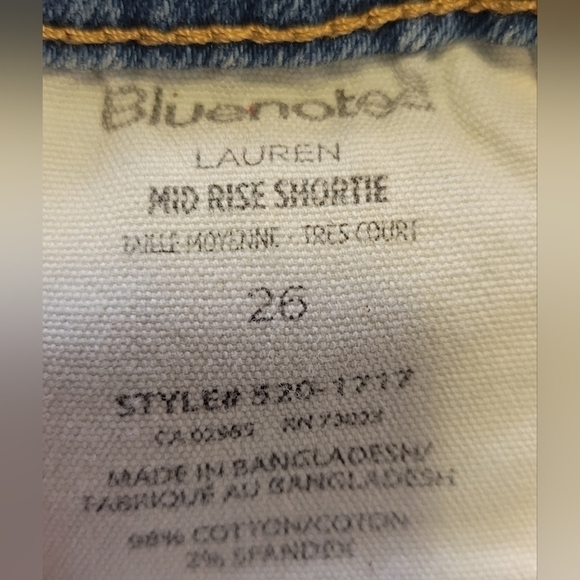 Bluenotes
LAUREN
MID RISE SHORTIE
TAILLE MOYENNE - TRÈS COURT
26
STYLE# 520-1717
CA 02969 RN 73023
MADE IN BANGLADESH/
FABRIQUÉ AU BANGLADESH
98% COTTON/COTON
2% SPANDEX